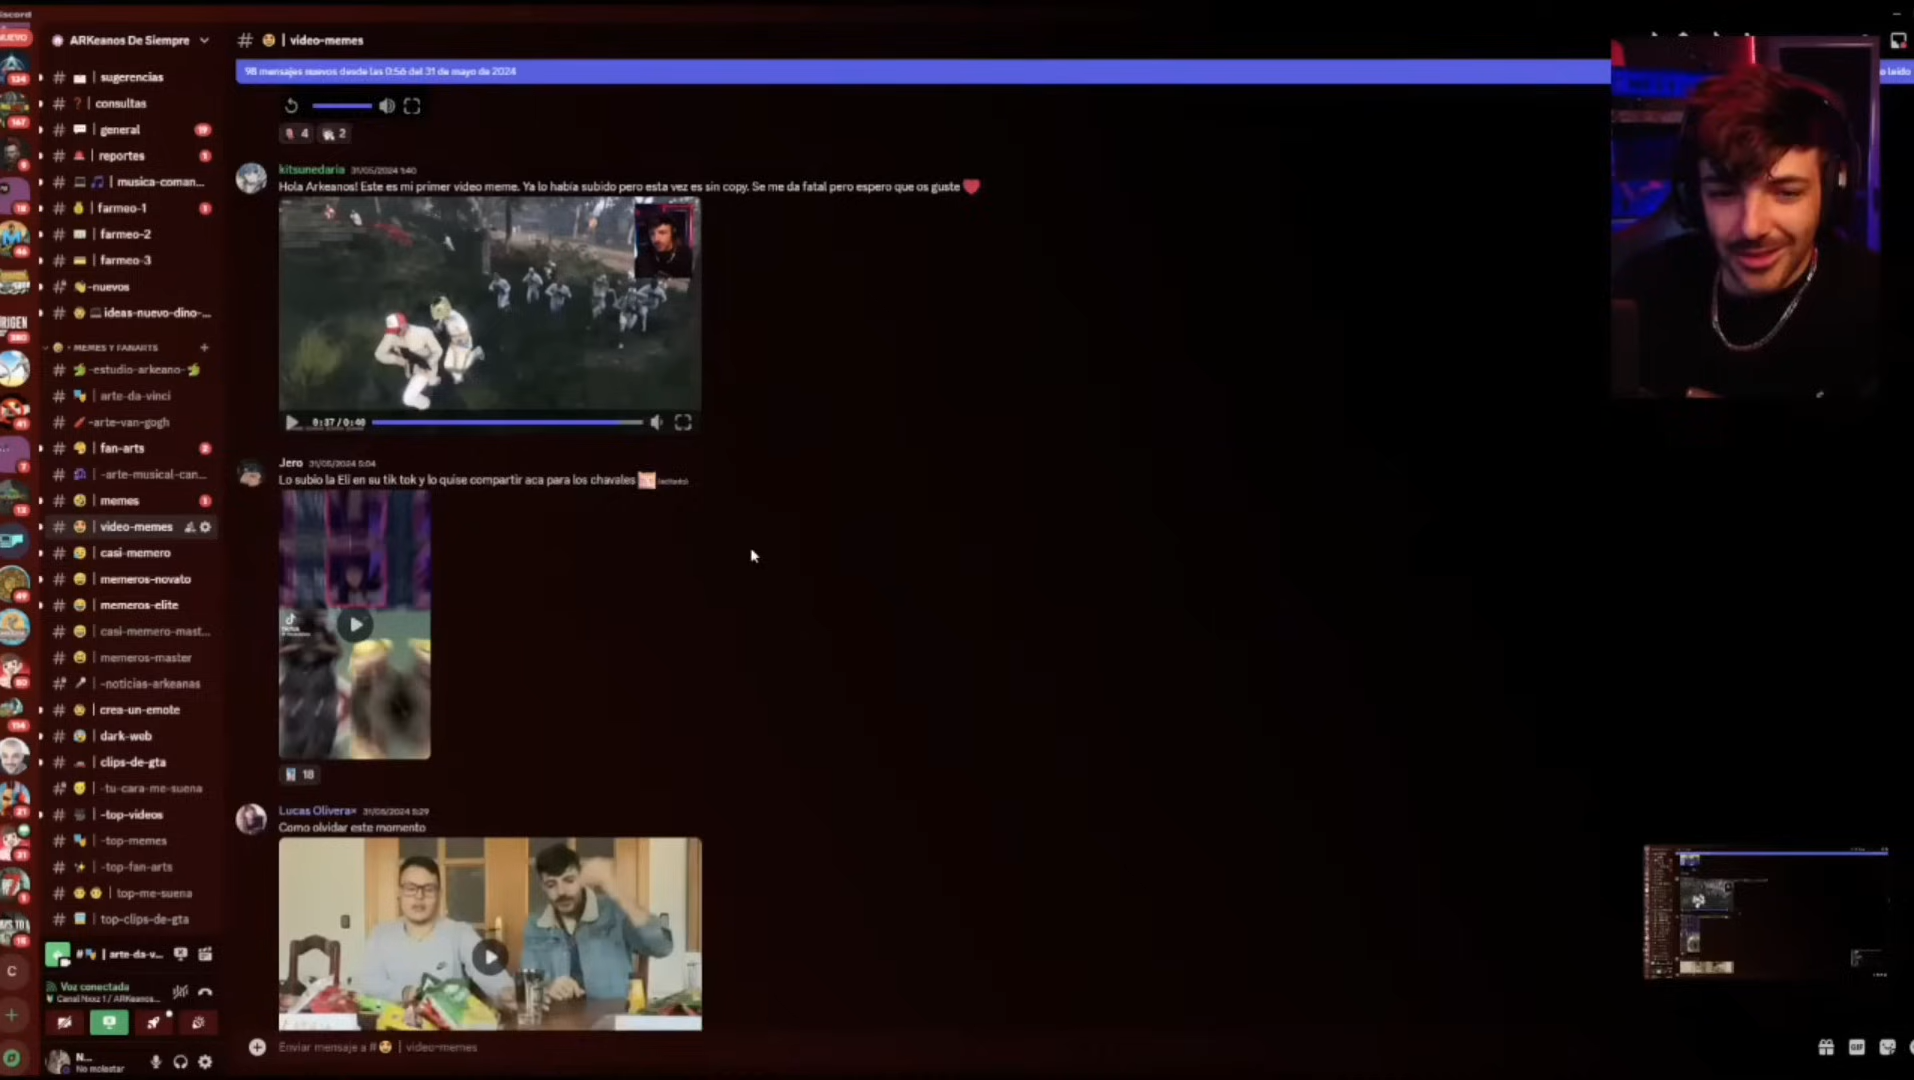 ARKeanos De Siempre
| sugerencias
| consultas
| general 19
| reportes 1
| musica-coman...
| farmeo-1 1
| farmeo-2
| farmeo-3
-nuevos
| ideas-nuevo-dino-...
- MEMES Y FANARTS
-estudio-arkeano-
| arte-da-vinci
-arte-van-gogh
| fan-arts 2
| -arte-musical-can...
| memes 1
| video-memes
| casi-memero
| memeros-novato
| memeros-elite
| casi-memero-mast...
| memeros-master
| -noticias-arkeanas
| crea-un-emote
| dark-web
| clips-de-gta
| -tu-cara-me-suena
| -top-videos
| -top-memes
| -top-fan-arts
| top-me-suena
| top-clips-de-gta
# | arte-da-v...
Voz conectada
N...
No molestar
# | video-memes
98 mensajes nuevos desde las 0:56 del 31 de mayo de 2024
4 2
kitsunedaria 31/05/2024 1:40
Hola Arkeanos! Este es mi primer video meme. Ya lo había subido pero esta vez es sin copy. Se me da fatal pero espero que os guste
0:37 / 0:40
Jero 31/05/2024 5:04
Lo subio la Eli en su tik tok y lo quise compartir aca para los chavales (editado)
18
Lucas Olivera× 31/05/2024 5:29
Como olvidar este momento
Enviar mensaje a # | video-memes
GIF